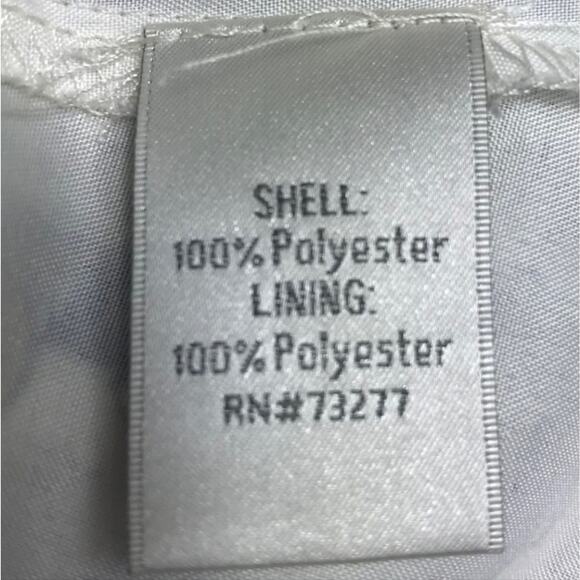 SHELL:
100% Polyester
LINING:
100% Polyester
RN#73277